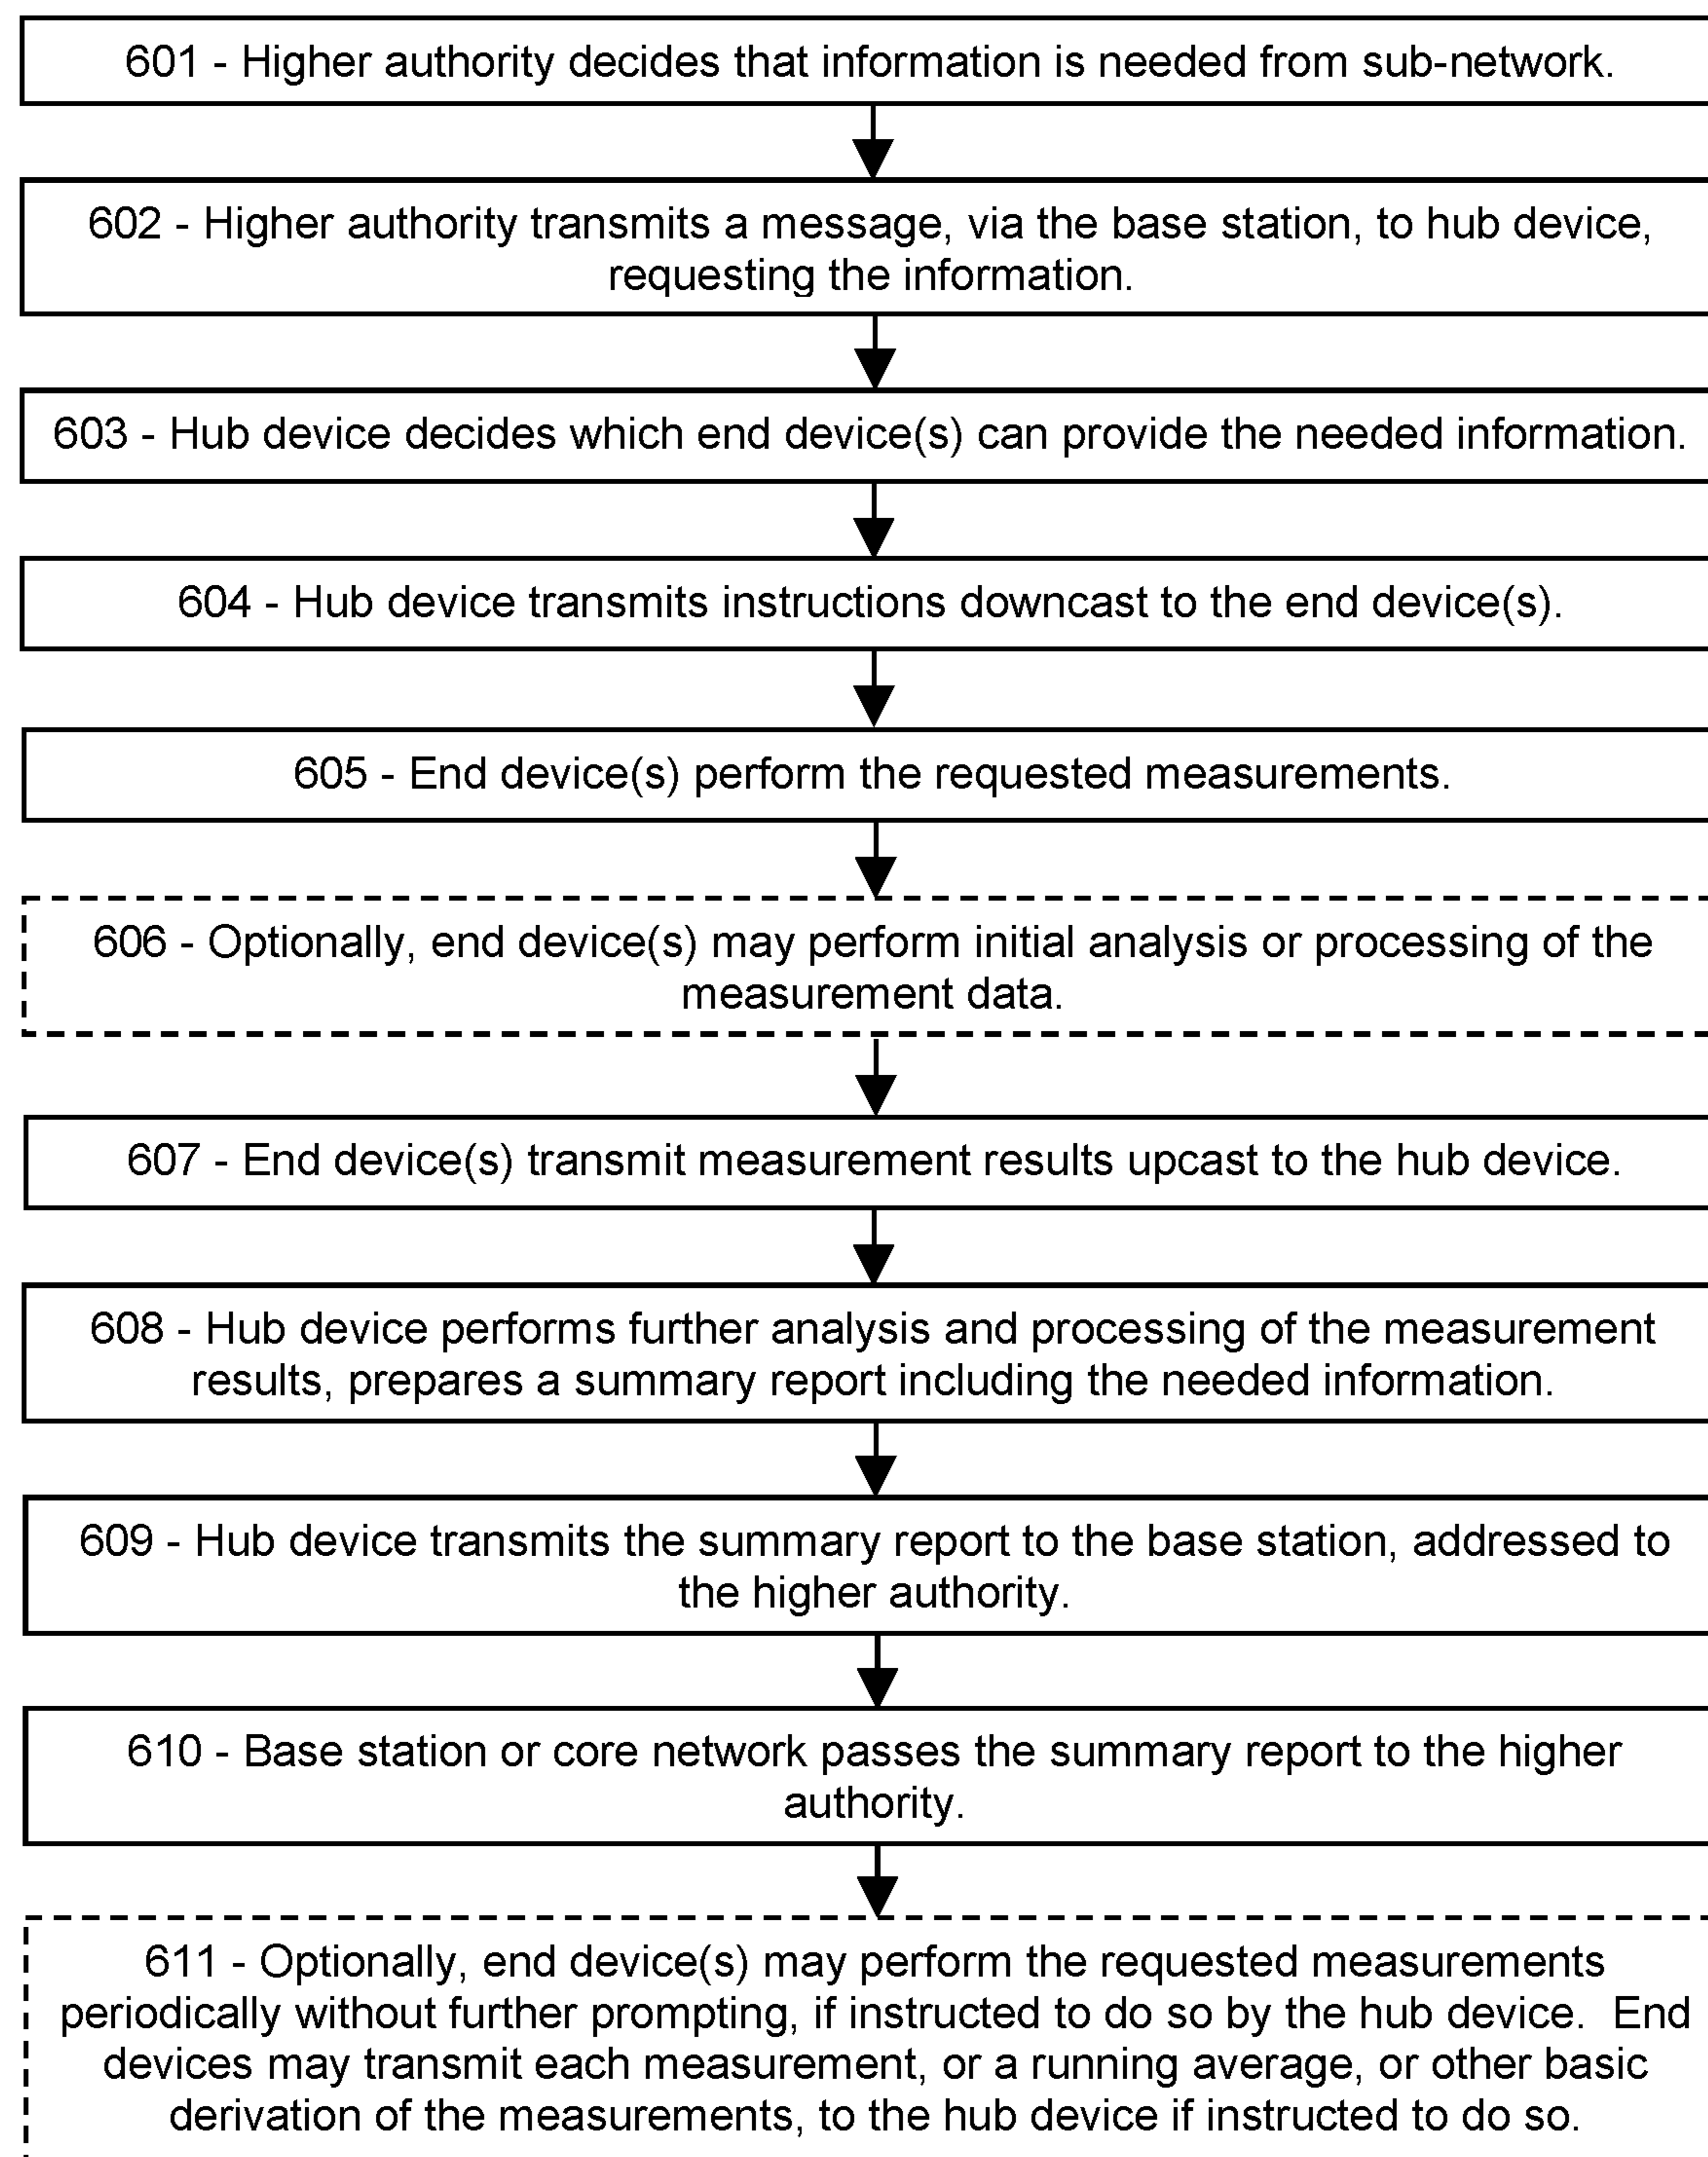 601 - Higher authority decides that information is needed from sub-network.
602 - Higher authority transmits a message, via the base station, to hub device,
requesting the information.
603 - Hub device decides which end device(s) can provide the needed information.
604 - Hub device transmits instructions downcast to the end device(s).
605 - End device(s) perform the requested measurements.
606 - Optionally, end device(s) may perform initial analysis or processing of the
measurement data.
607 - End device(s) transmit measurement results upcast to the hub device.
608 - Hub device performs further analysis and processing of the measurement
results, prepares a summary report including the needed information.
609 - Hub device transmits the summary report to the base station, addressed to
the higher authority.
610 - Base station or core network passes the summary report to the higher
authority.
611 - Optionally, end device(s) may perform the requested measurements
periodically without further prompting, if instructed to do so by the hub device.  End
devices may transmit each measurement, or a running average, or other basic
derivation of the measurements, to the hub device if instructed to do so.